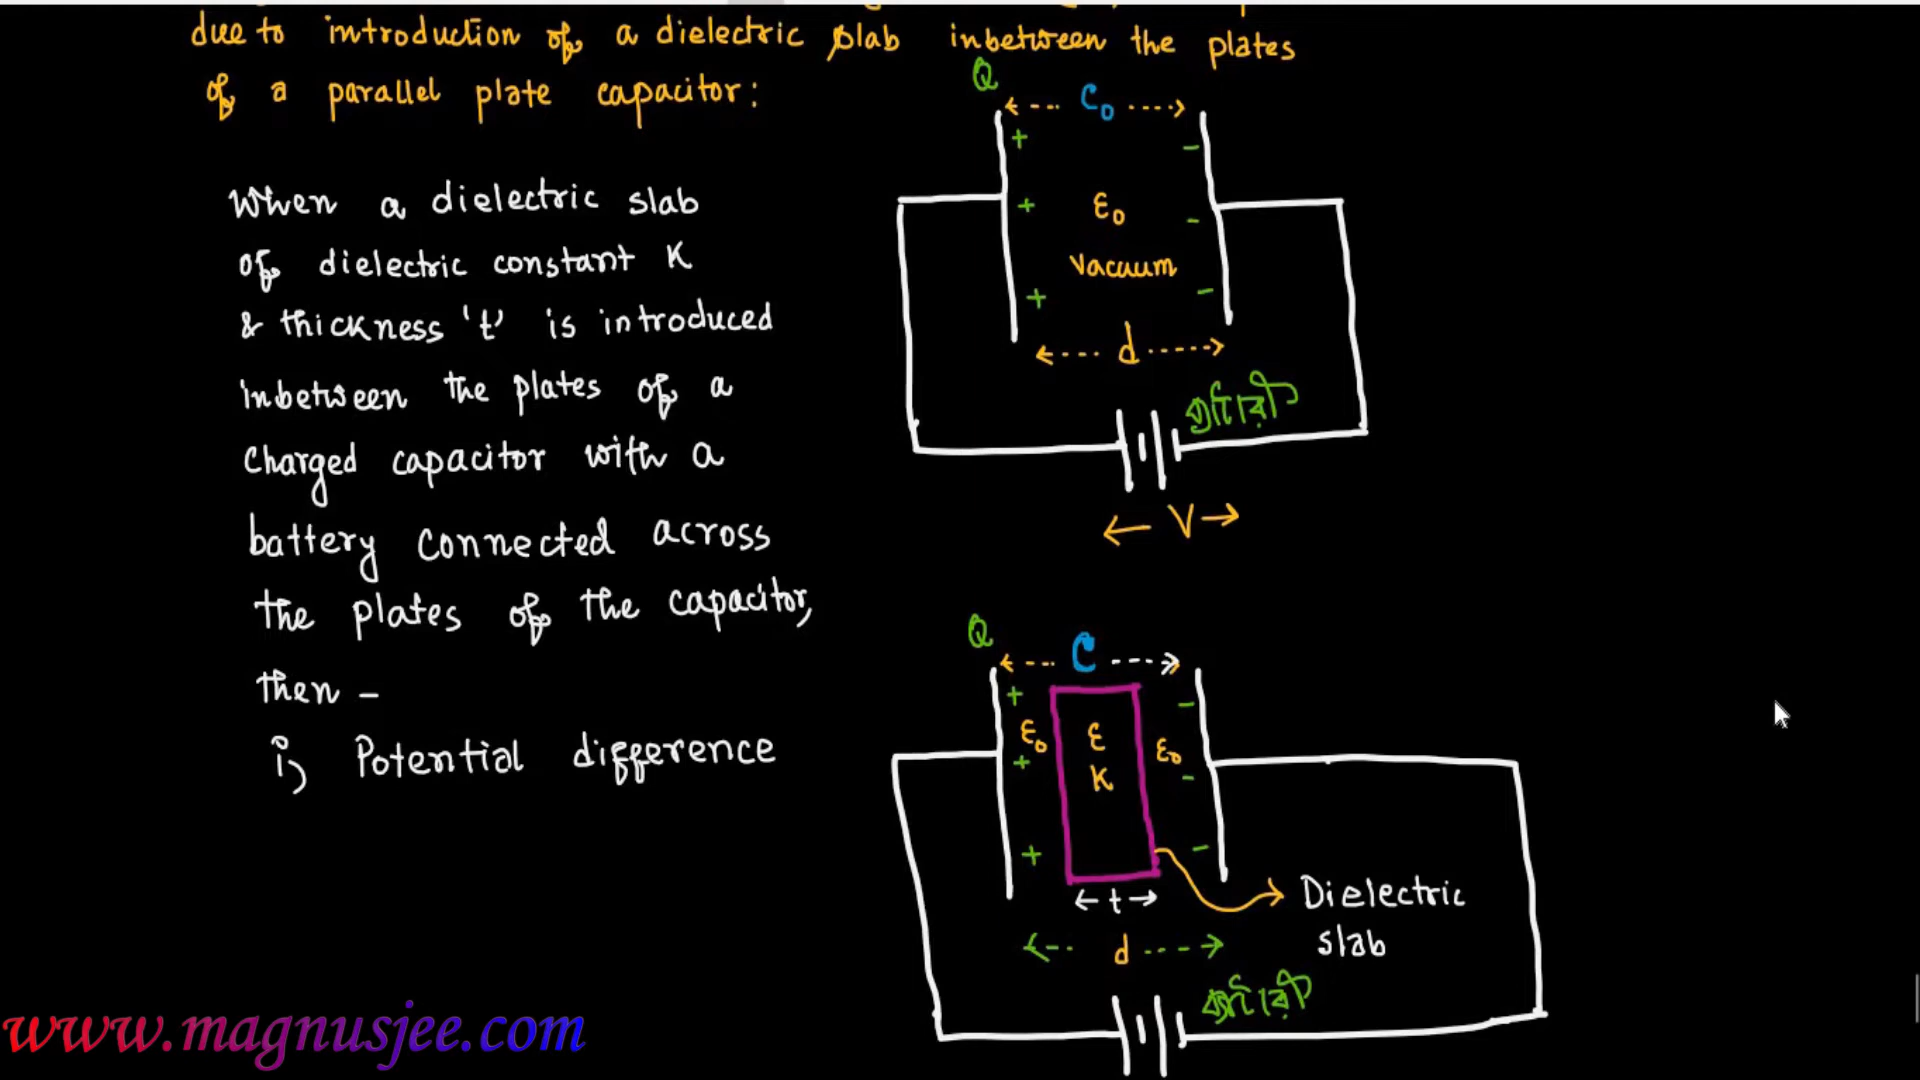 due to introduction of a dielectric slab inbetween the plates
of a parallel plate capacitor:
When a dielectric slab
of dielectric constant K
& thickness 't' is introduced
inbetween the plates of a
charged capacitor with a
battery connected across
the plates of the capacitor,
then -
i) Potential difference
Q
C₀
+ -
+ ε₀ -
vacuum
+ -
d
V
Q
C
+ -
ε₀ ε ε₀
+ K -
+ -
t
Dielectric
slab
d
www.magnusjee.com